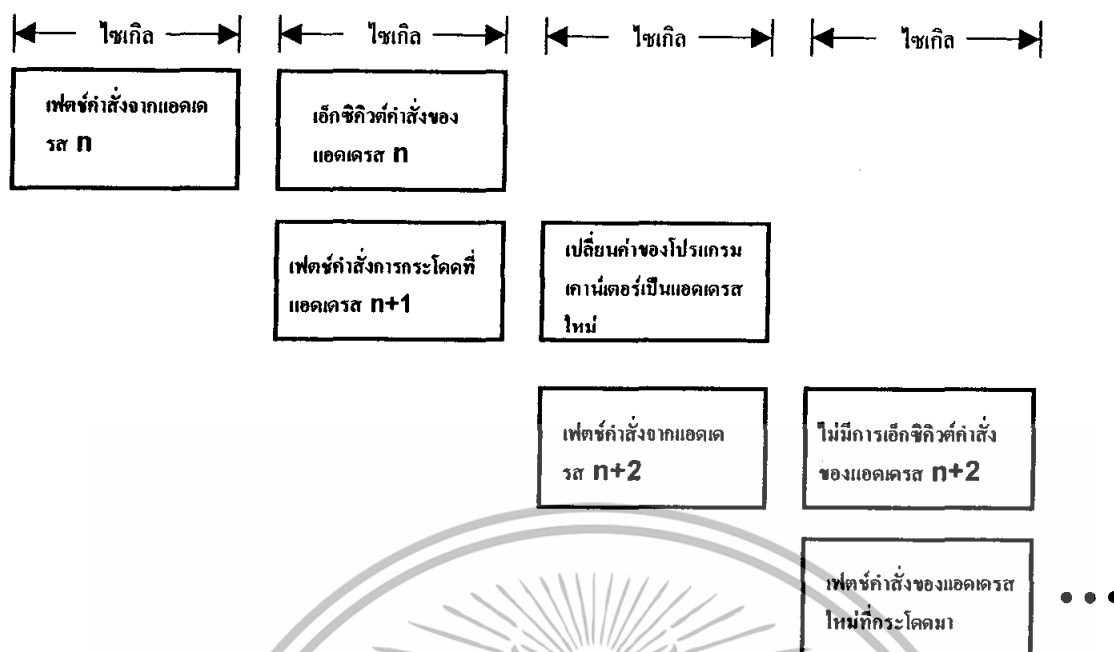 ไซเกิล ไซเกิล ไซเกิล ไซเกิล
เฟตช์คำสั่งจากแอดเด
รส n
เอ็กซิคิวต์คำสั่งของ
แอดเดรส n
เฟตช์คำสั่งการกระโดดที่
แอดเดรส n+1
เปลี่ยนค่าของโปรแกรม
เคาน์เตอร์เป็นแอดเดรส
ใหม่
เฟตช์คำสั่งจากแอดเด
รส n+2
ไม่มีการเอ็กซิคิวต์คำสั่ง
ของแอดเดรส n+2
เฟตช์คำสั่งของแอดเดรส
ใหม่ที่กระโดดมา